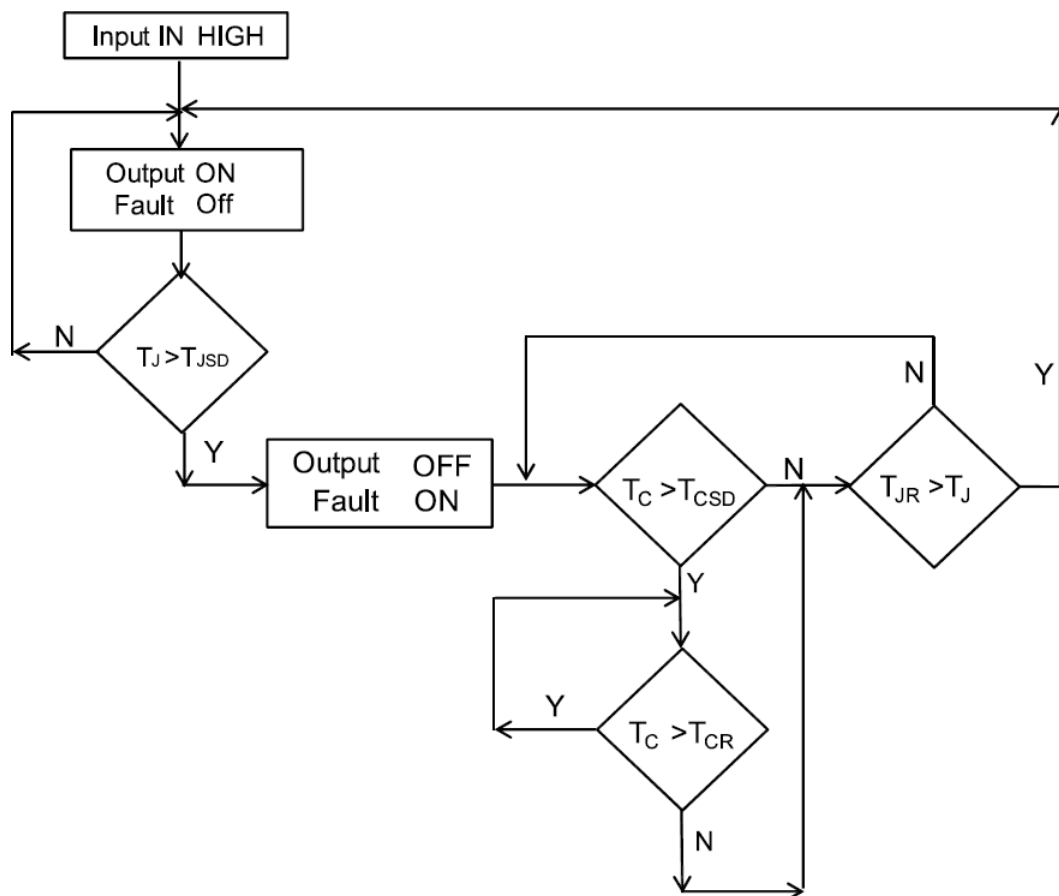 Input IN HIGH
Output ON
Fault Off
N
TJ >TJSD
Y
Output OFF
Fault ON
TC >TCSD
N
N
Y
TJR >TJ
Y
Y
TC >TCR
N